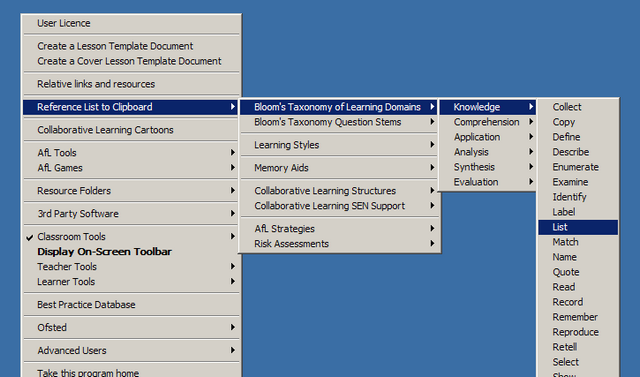 User Licence
Create a Lesson Template Document
Create a Cover Lesson Template Document
Relative links and resources
Reference List to Clipboard
Collaborative Learning Cartoons
AfL Tools
AfL Games
Resource Folders
3rd Party Software
Classroom Tools
Display On-Screen Toolbar
Teacher Tools
Learner Tools
Best Practice Database
Ofsted
Advanced Users
Take this program home
Bloom's Taxonomy of Learning Domains
Bloom's Taxonomy Question Stems
Learning Styles
Memory Aids
Collaborative Learning Structures
Collaborative Learning SEN Support
AfL Strategies
Risk Assessments
Knowledge
Comprehension
Application
Analysis
Synthesis
Evaluation
Collect
Copy
Define
Describe
Enumerate
Examine
Identify
Label
List
Match
Name
Quote
Read
Record
Remember
Reproduce
Retell
Select
Show